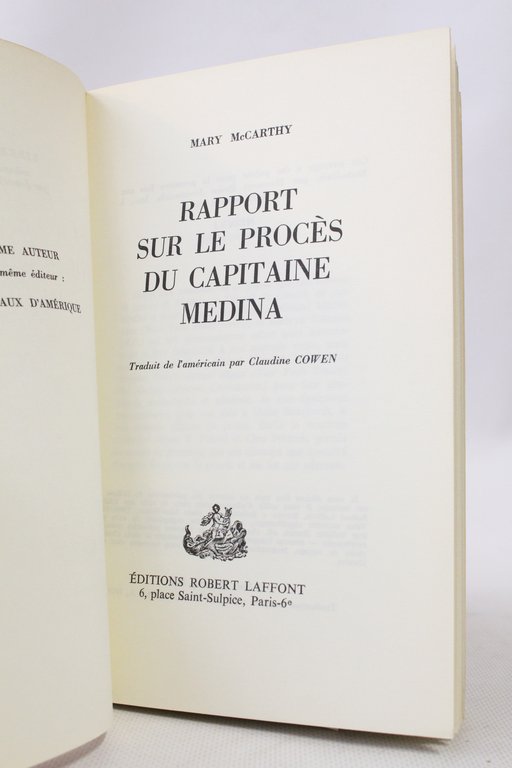 ME AUTEUR
même éditeur :
AUX D'AMÉRIQUE
MARY McCARTHY
RAPPORT
SUR LE PROCÈS
DU CAPITAINE
MEDINA
Traduit de l'américain par Claudine COWEN
ÉDITIONS ROBERT LAFFONT
6, place Saint-Sulpice, Paris-6e